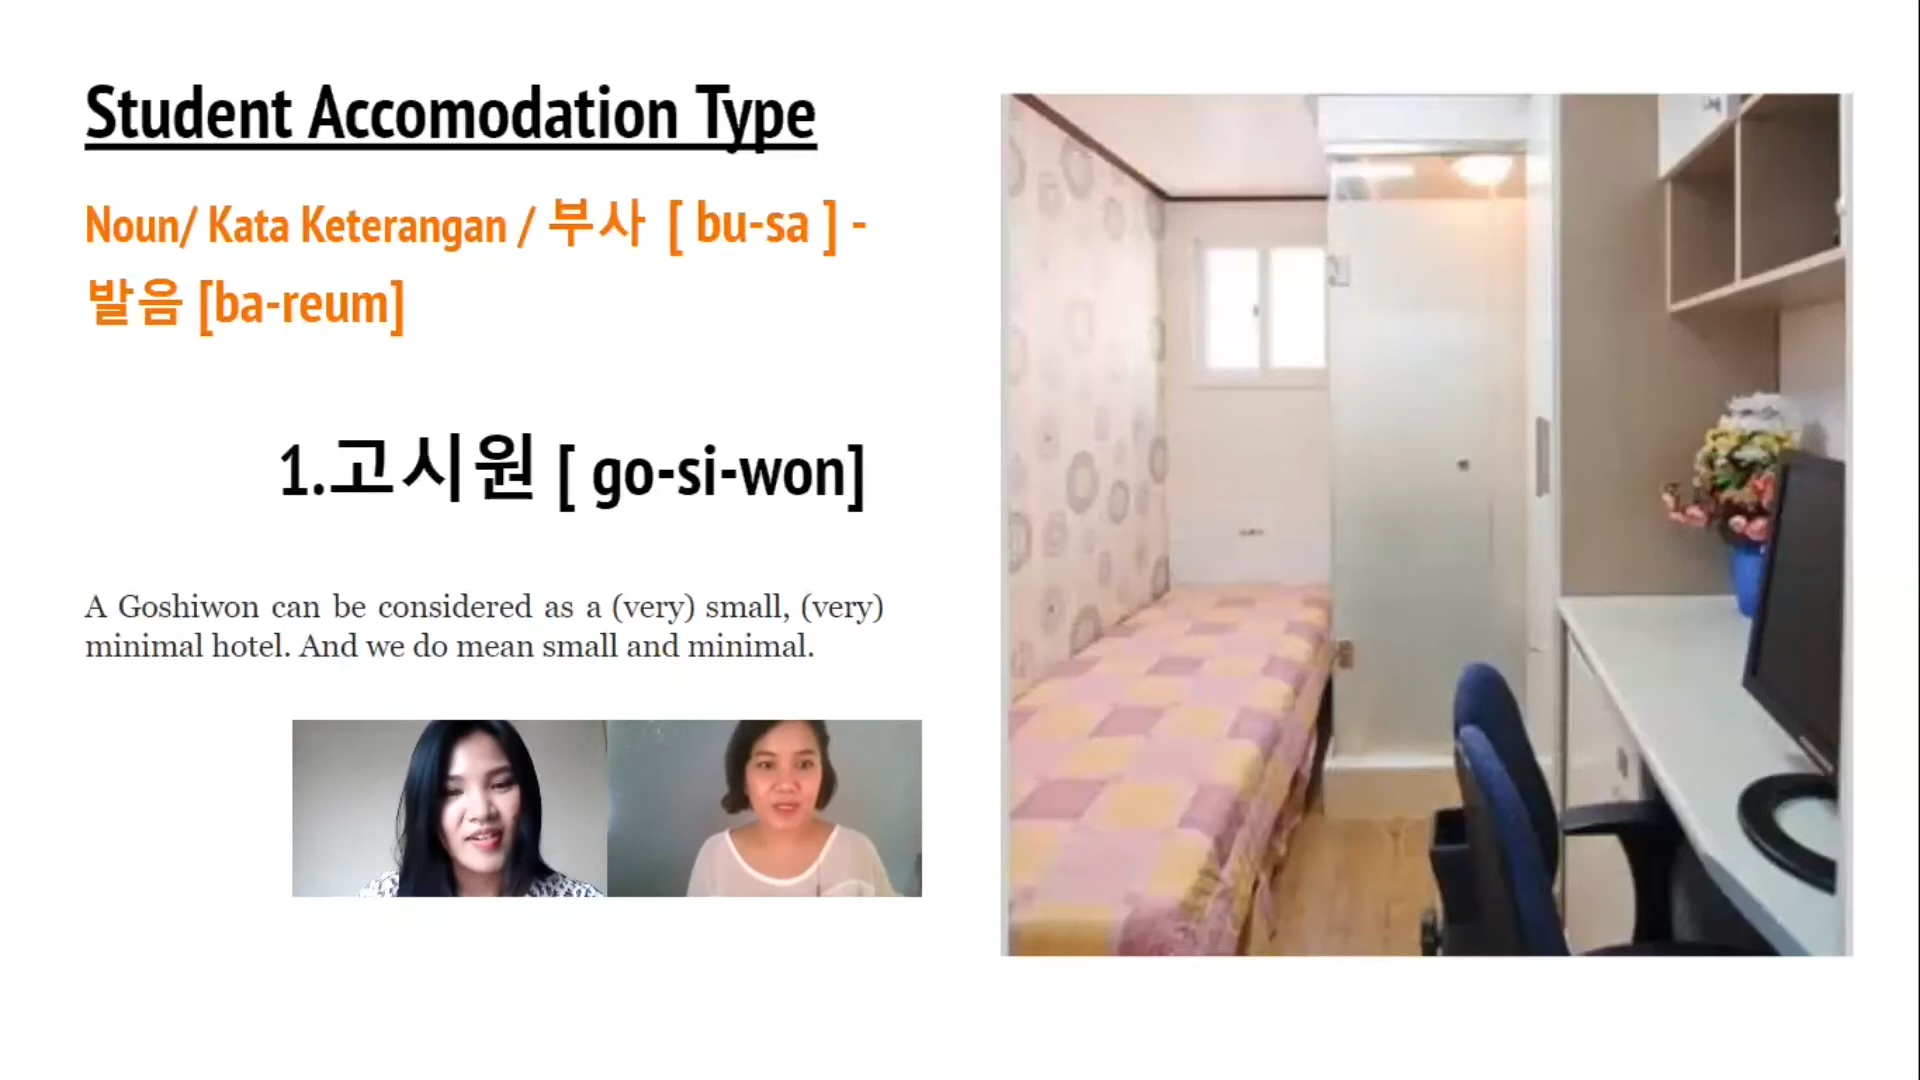 Student Accomodation Type
Noun/ Kata Keterangan / 부사 [ bu-sa ] -
발음 [ba-reum]
1.고시원 [ go-si-won]
A Goshiwon can be considered as a (very) small, (very)
minimal hotel. And we do mean small and minimal.